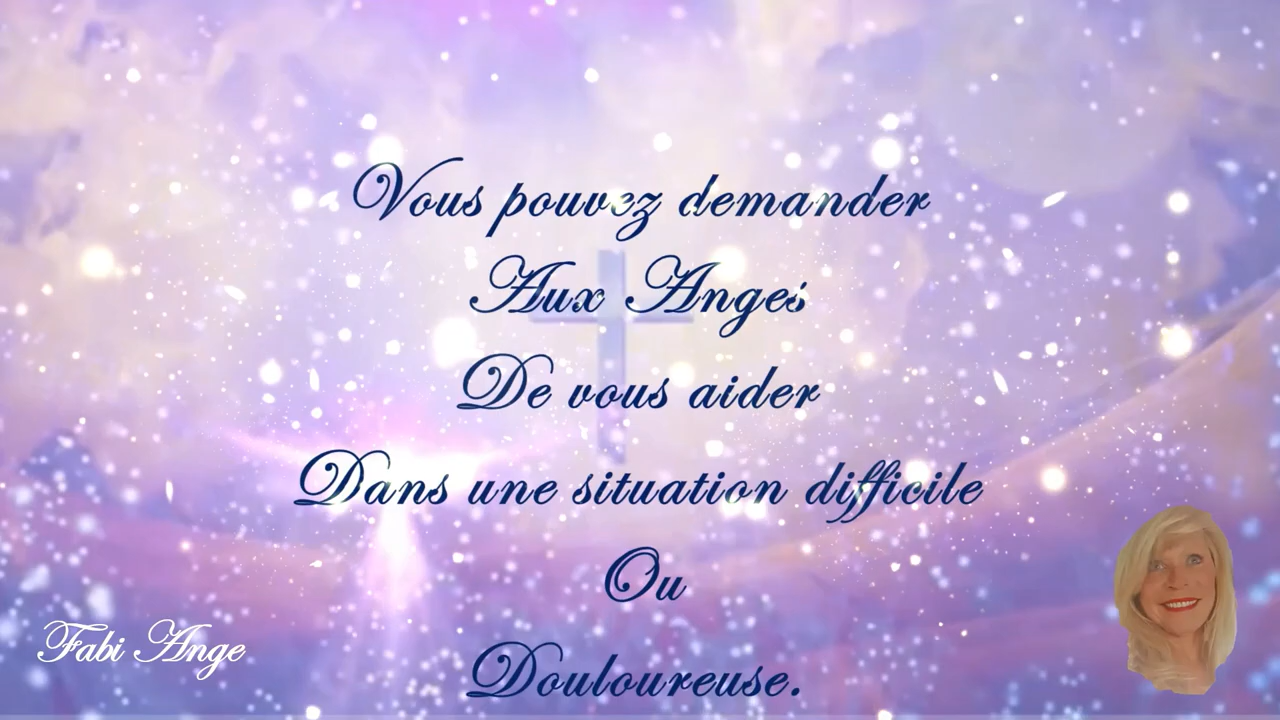 Vous pouvez demander
Aux Anges
De vous aider
Dans une situation difficile
Ou
Douloureuse.
Fabi Ange